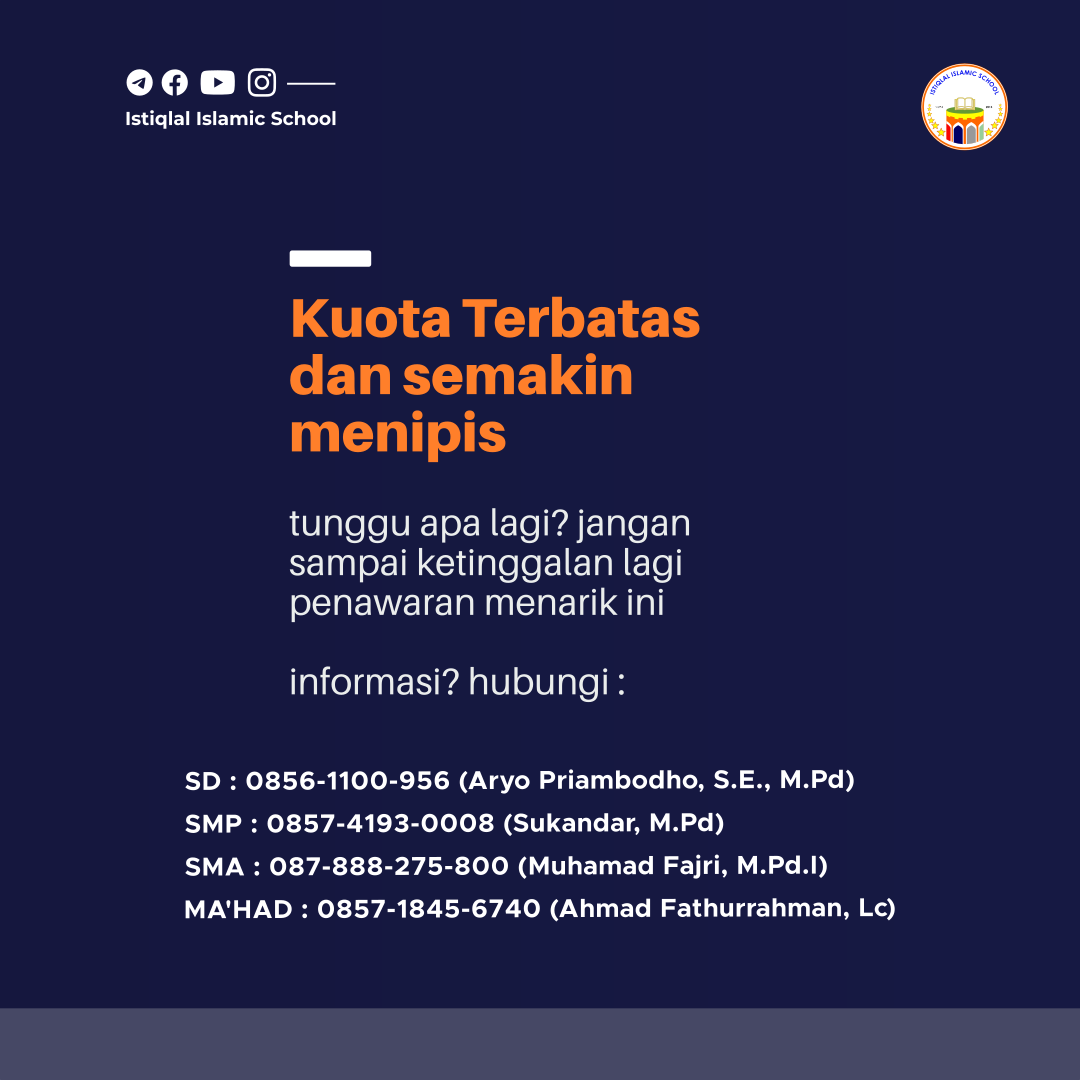 Istiqlal Islamic School
ISTIQLAL ISLAMIC SCHOOL
Kuota Terbatas
dan semakin
menipis
tunggu apa lagi? jangan
sampai ketinggalan lagi
penawaran menarik ini
informasi? hubungi :
SD : 0856-1100-956 (Aryo Priambodho, S.E., M.Pd)
SMP : 0857-4193-0008 (Sukandar, M.Pd)
SMA : 087-888-275-800 (Muhamad Fajri, M.Pd.I)
MA'HAD : 0857-1845-6740 (Ahmad Fathurrahman, Lc)